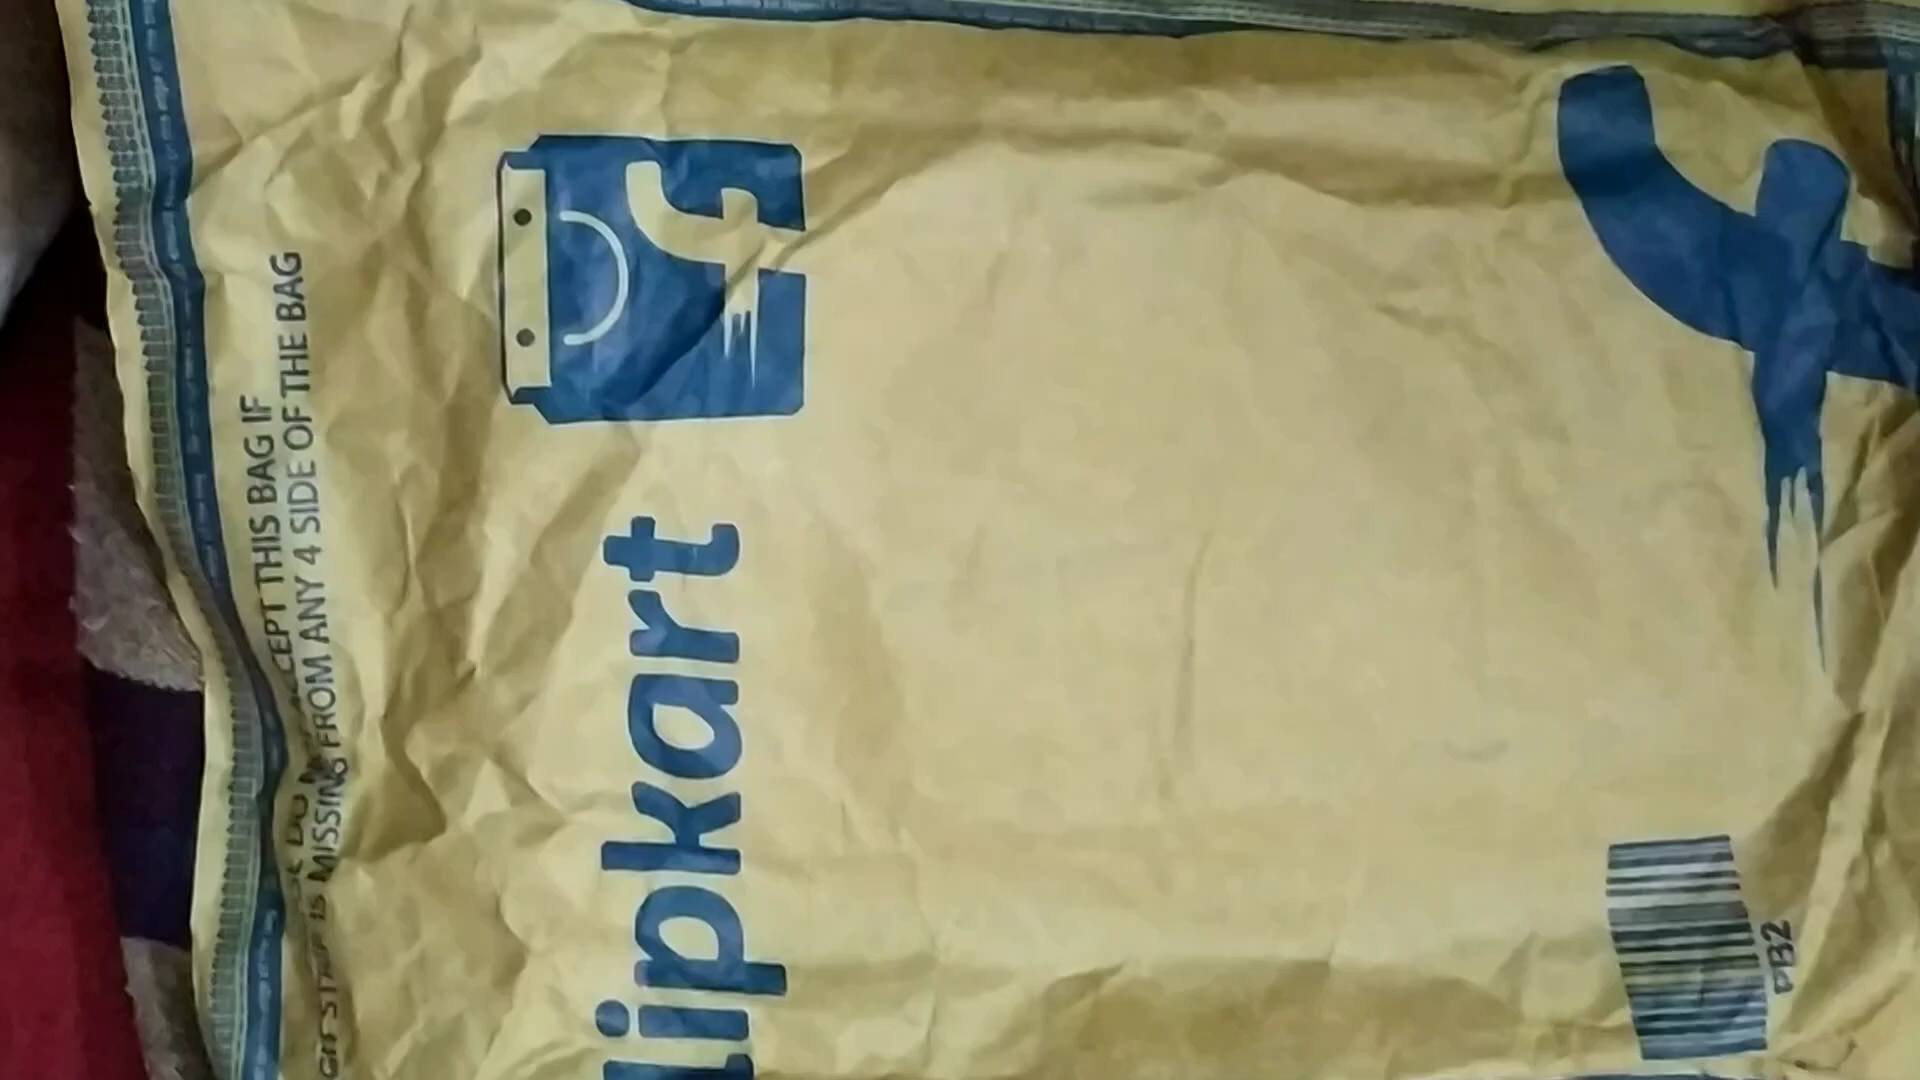 CEPT THIS BAG IF
IS MISSING FROM ANY 4 SIDE OF THE BAG
lipkart
PB2